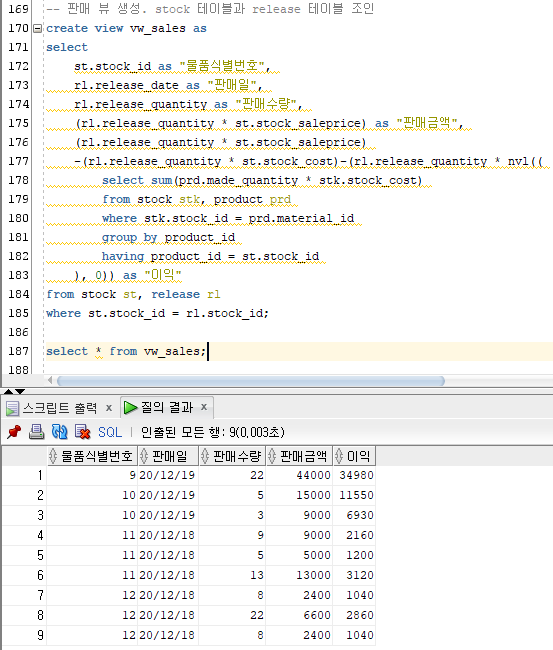 169 -- 판매 뷰 생성. stock 테이블과 release 테이블 조인
170 create view vw_sales as
171 select
172 st.stock_id as "물품식별번호",
173 rl.release_date as "판매일",
174 rl.release_quantity as "판매수량",
175 (rl.release_quantity * st.stock_saleprice) as "판매금액",
176 (rl.release_quantity * st.stock_saleprice)
177 -(rl.release_quantity * st.stock_cost)-(rl.release_quantity * nvl((
178 select sum(prd.made_quantity * stk.stock_cost)
179 from stock stk, product prd
180 where stk.stock_id = prd.material_id
181 group by product_id
182 having product_id = st.stock_id
183 ), 0)) as "이익"
184 from stock st, release rl
185 where st.stock_id = rl.stock_id;
186
187 select * from vw_sales;
188
스크립트 출력 x 질의 결과 x
SQL | 인출된 모든 행: 9(0,003초)
물품식별번호 판매일 판매수량 판매금액 이익
1 9 20/12/19 22 44000 34980
2 10 20/12/19 5 15000 11550
3 10 20/12/19 3 9000 6930
4 11 20/12/18 9 9000 2160
5 11 20/12/18 5 5000 1200
6 11 20/12/18 13 13000 3120
7 12 20/12/18 8 2400 1040
8 12 20/12/18 22 6600 2860
9 12 20/12/18 8 2400 1040